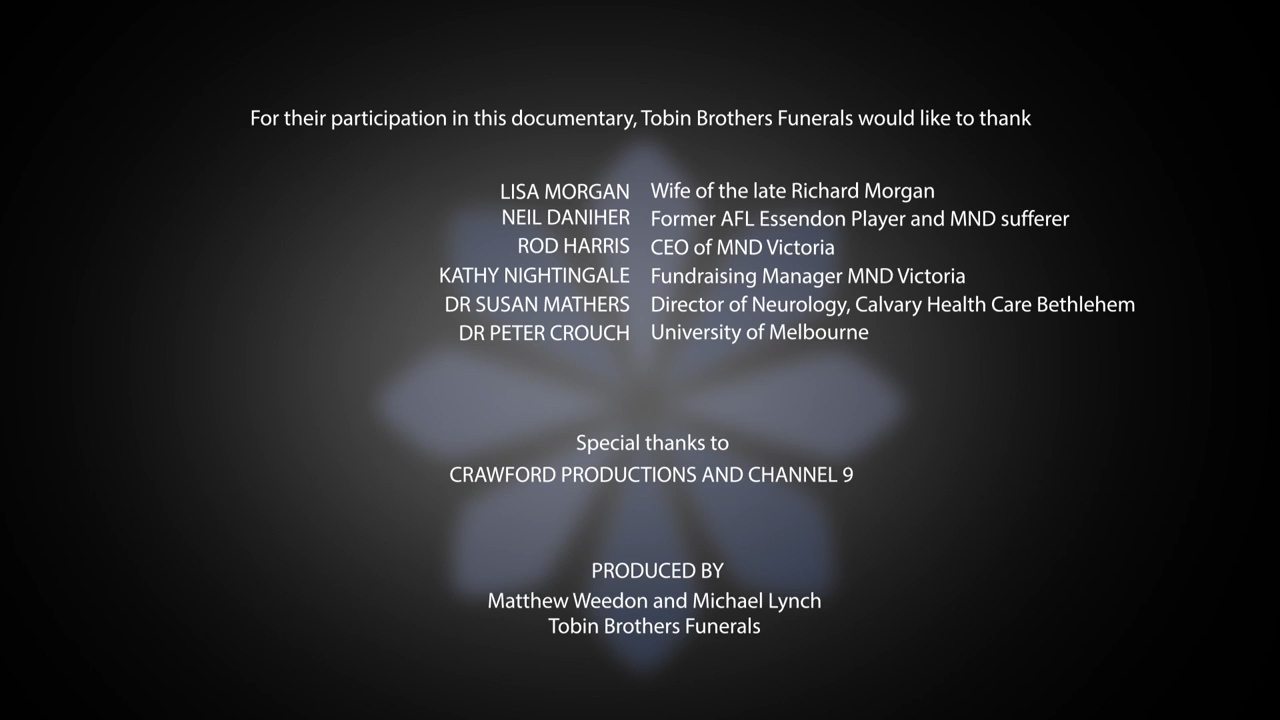 For their participation in this documentary, Tobin Brothers Funerals would like to thank
LISA MORGAN Wife of the late Richard Morgan
NEIL DANIHER Former AFL Essendon Player and MND sufferer
ROD HARRIS CEO of MND Victoria
KATHY NIGHTINGALE Fundraising Manager MND Victoria
DR SUSAN MATHERS Director of Neurology, Calvary Health Care Bethlehem
DR PETER CROUCH University of Melbourne
Special thanks to
CRAWFORD PRODUCTIONS AND CHANNEL 9
PRODUCED BY
Matthew Weedon and Michael Lynch
Tobin Brothers Funerals